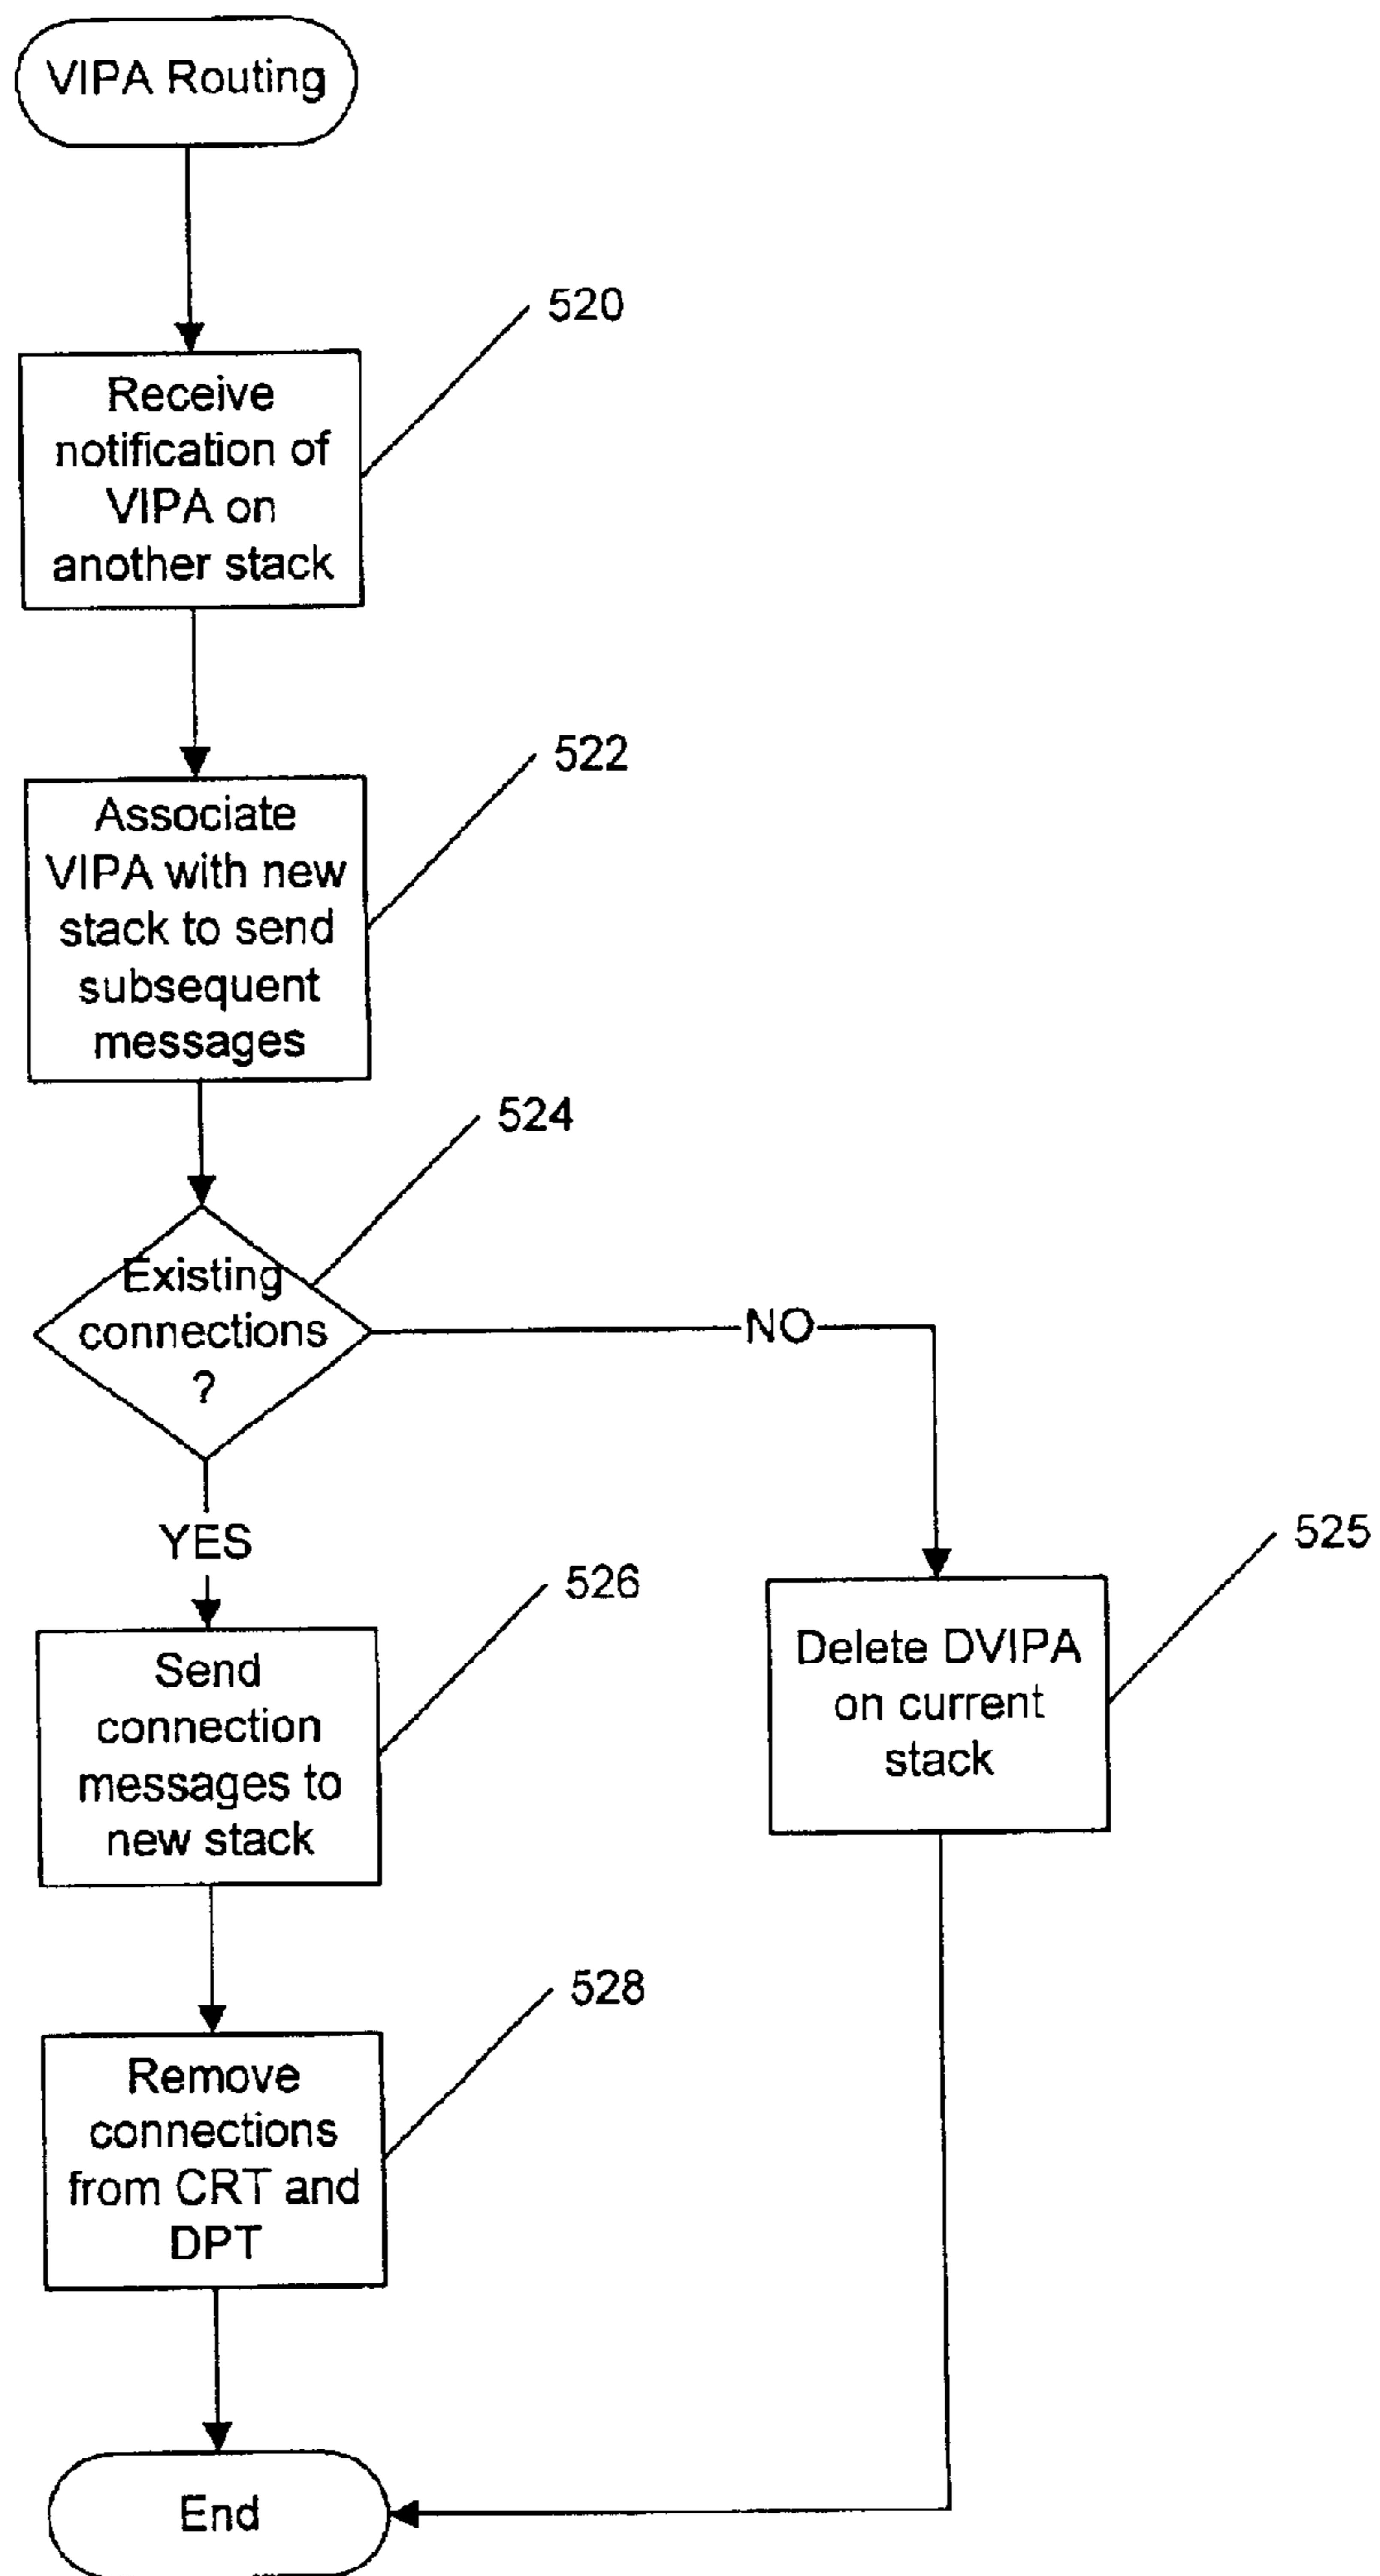 VIPA Routing
520
Receive
notification of
VIPA on
another stack
522
Associate
VIPA with new
stack to send
subsequent
messages
524
Existing
connections
?
NO
YES
525
526
Send
connection
messages to
new stack
Delete DVIPA
on current
stack
528
Remove
connections
from CRT and
DPT
End